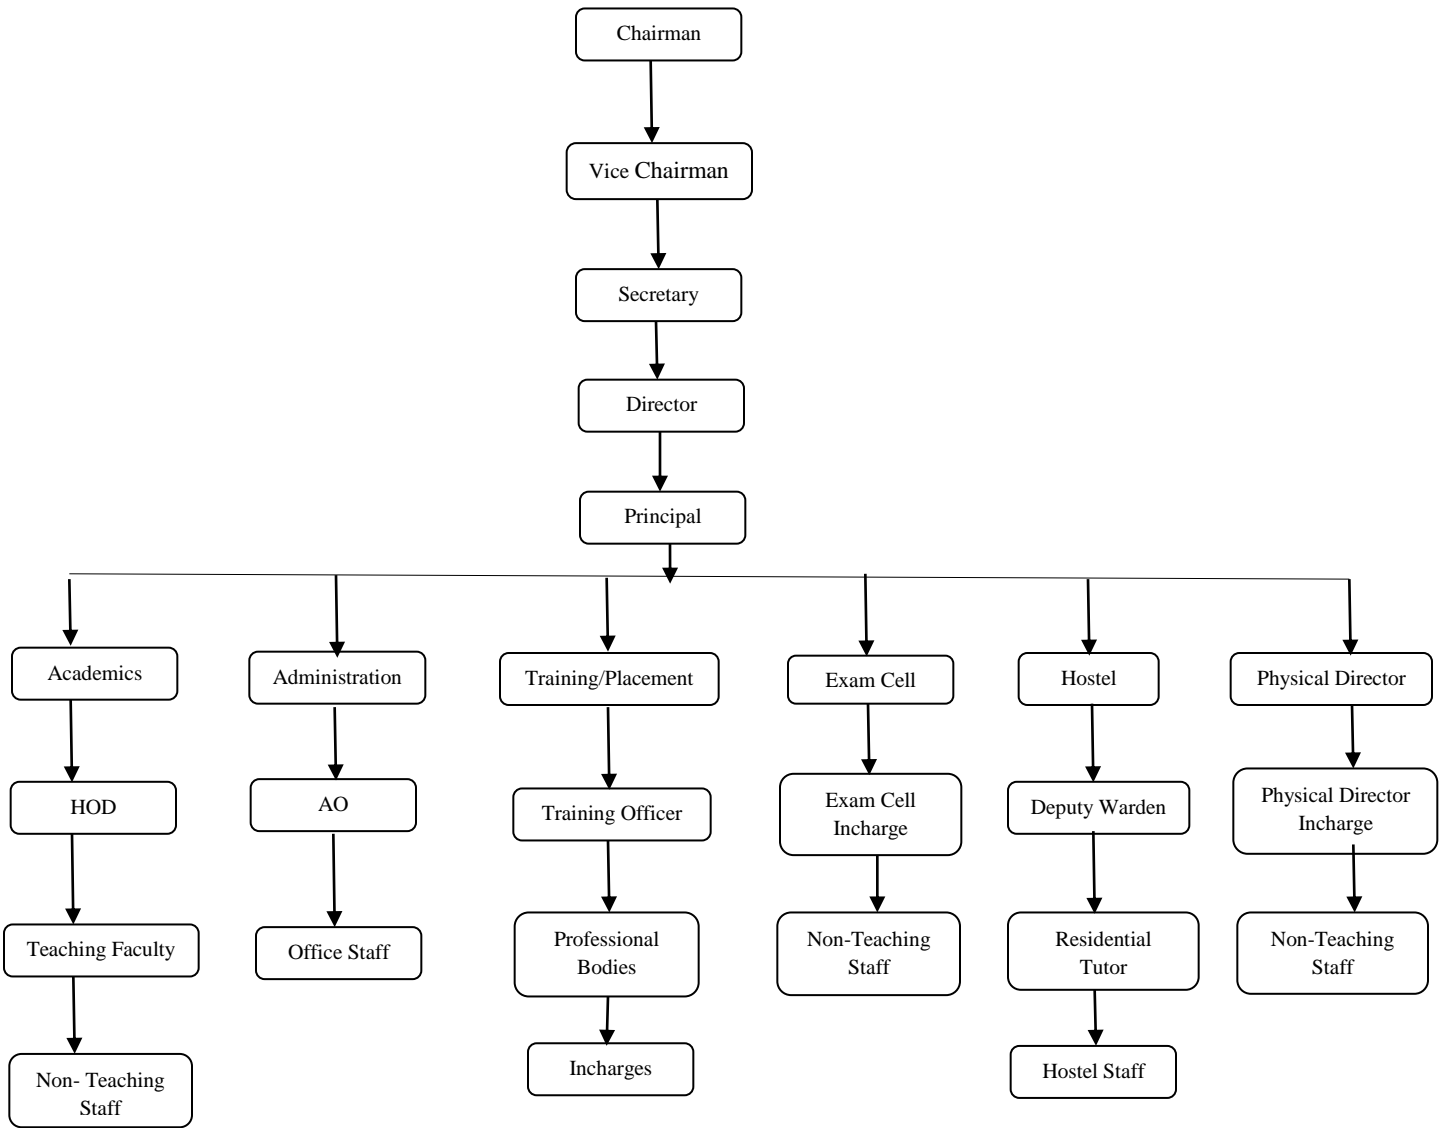 Chairman
Vice Chairman
Secretary
Director
Principal
Academics
Administration
Training/Placement
Exam Cell
Hostel
Physical Director
HOD
AO
Training Officer
Exam Cell
Incharge
Deputy Warden
Physical Director
Incharge
Teaching Faculty
Office Staff
Professional
Bodies
Non-Teaching
Staff
Residential
Tutor
Non-Teaching
Staff
Non- Teaching
Staff
Incharges
Hostel Staff